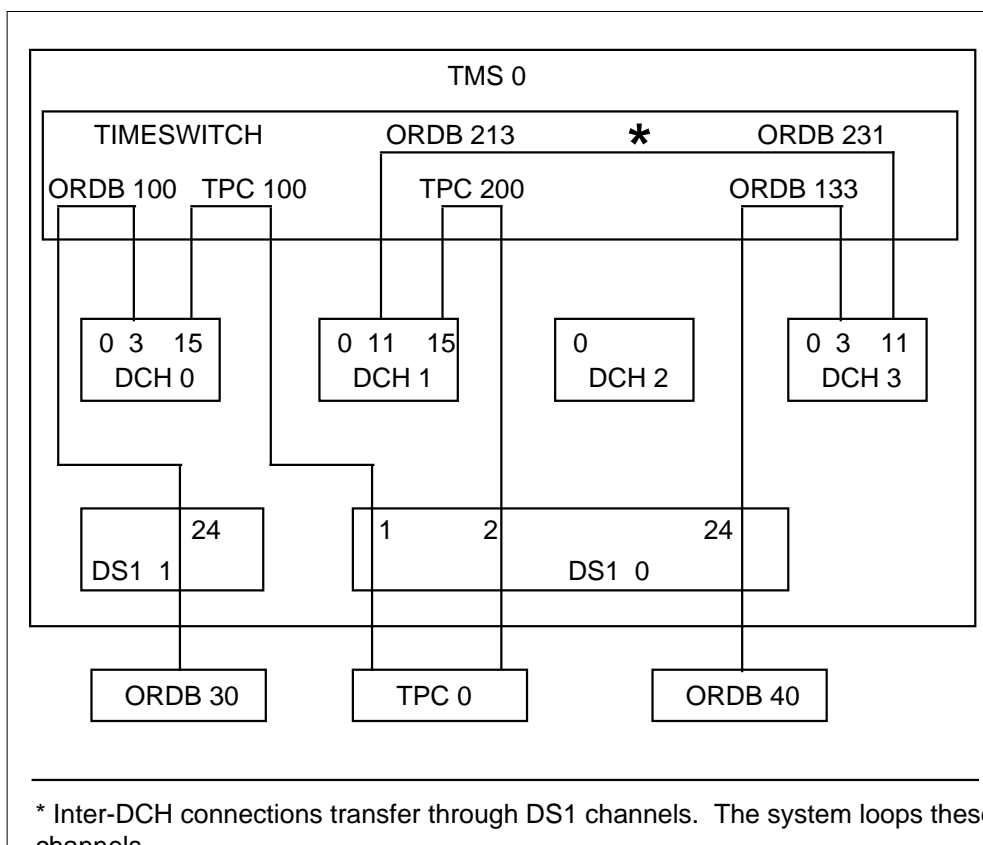 TMS 0
TIMESWITCH ORDB 213 * ORDB 231
ORDB 100 TPC 100 TPC 200 ORDB 133
0 3 15 0 11 15 0 0 3 11
DCH 0 DCH 1 DCH 2 DCH 3
24 1 2 24
DS1 1 DS1 0
ORDB 30 TPC 0 ORDB 40
* Inter-DCH connections transfer through DS1 channels. The system loops these
channels